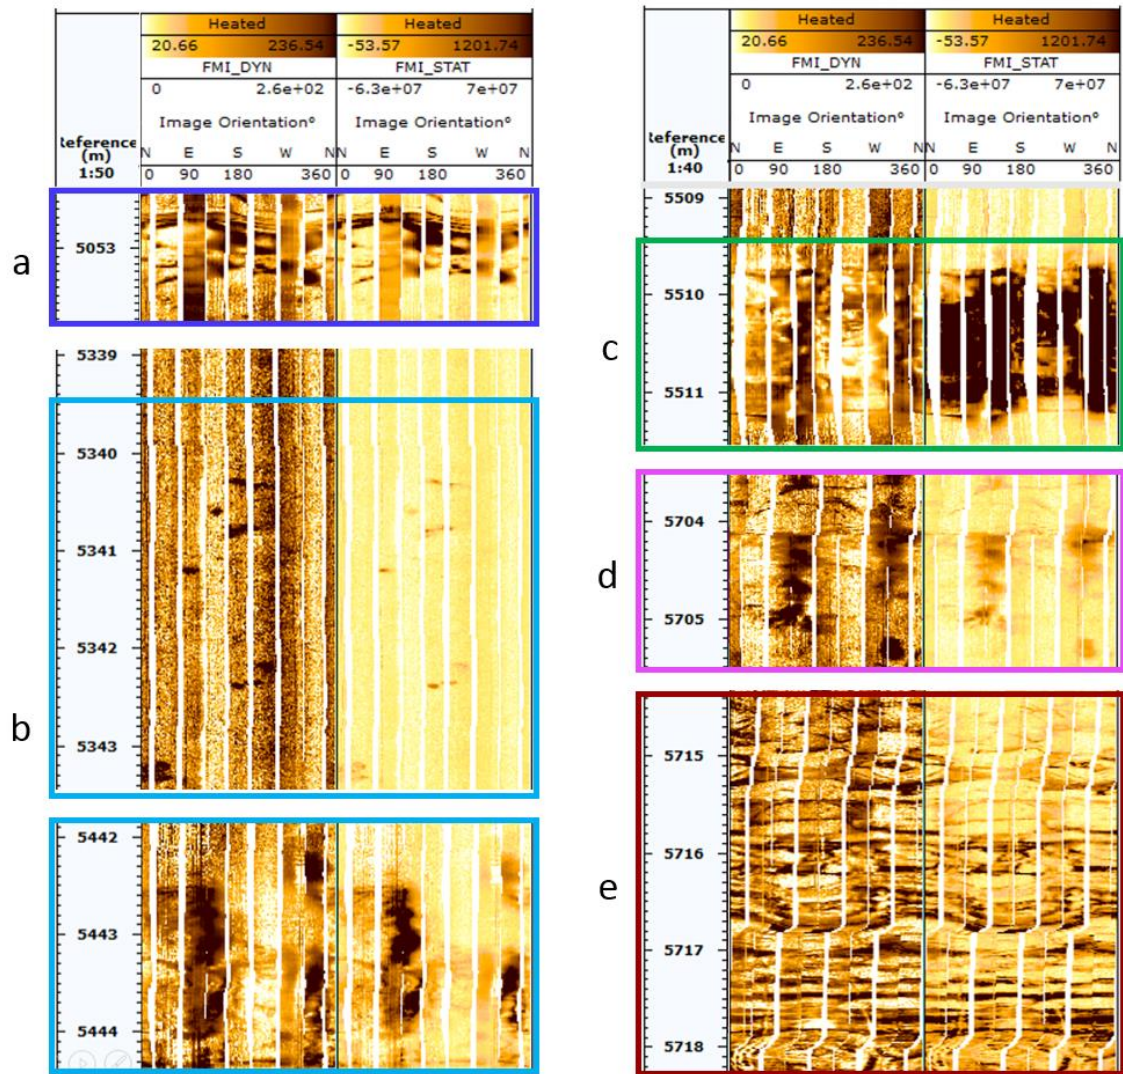 Heated Heated
20.66 236.54 -53.57 1201.74
FMI_DYN FMI_STAT
0 2.6e+02 -6.3e+07 7e+07
Image Orientation° Image Orientation°
Reference
(m)
1:50
N E S W N N E S W N
0 90 180 360 0 90 180 360
a
5053
5339
5340
5341
5342
b
5343
5442
5443
5444
Heated Heated
20.66 236.54 -53.57 1201.74
FMI_DYN FMI_STAT
0 2.6e+02 -6.3e+07 7e+07
Image Orientation° Image Orientation°
Reference
(m)
1:40
N E S W N N E S W N
0 90 180 360 0 90 180 360
5509
5510
c
5511
5704
d
5705
5715
5716
e
5717
5718